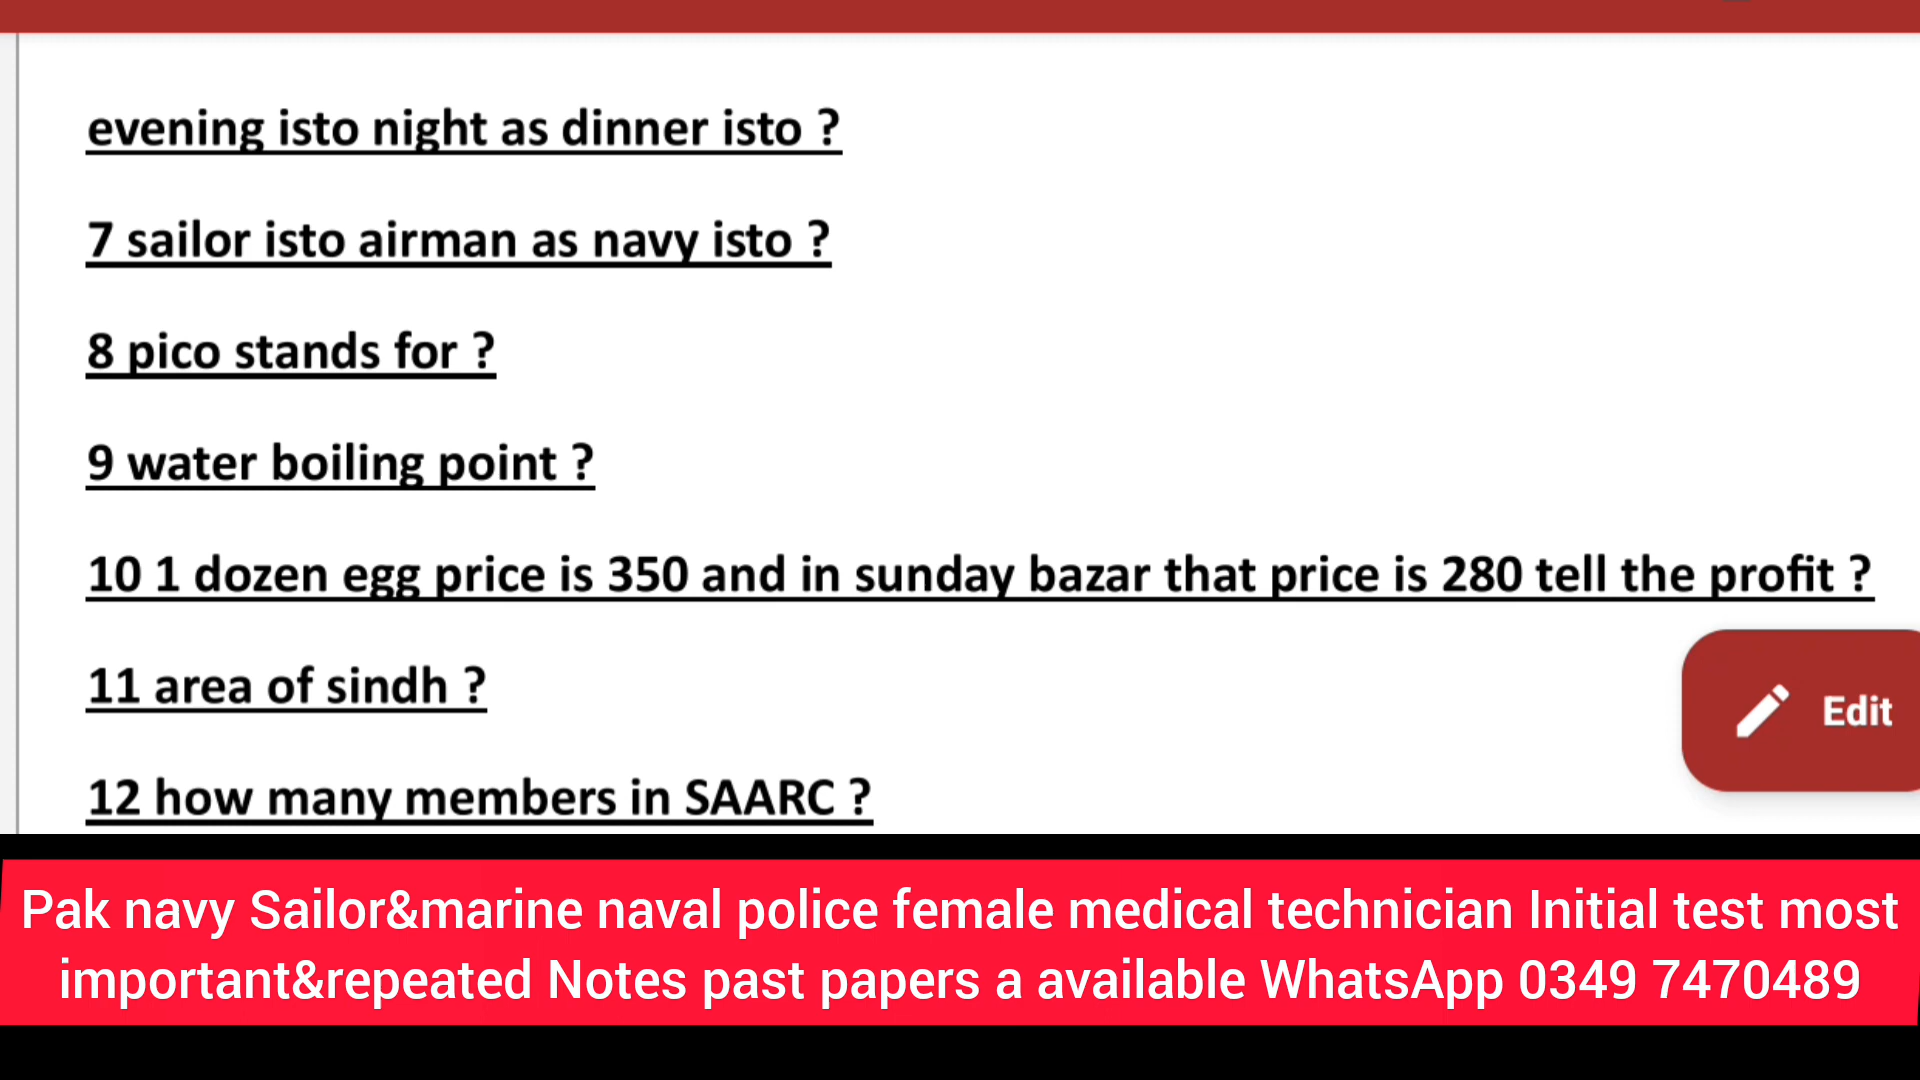 evening isto night as dinner isto ?
7 sailor isto airman as navy isto ?
8 pico stands for ?
9 water boiling point ?
10 1 dozen egg price is 350 and in sunday bazar that price is 280 tell the profit ?
11 area of sindh ?
Edit
12 how many members in SAARC ?
Pak navy Sailor&marine naval police female medical technician Initial test most
important&repeated Notes past papers a available WhatsApp 0349 7470489